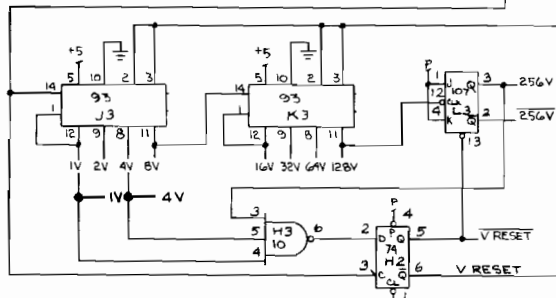 +5 +5
5 10 2 3 5 10 2 3 P
14 93 J3 14 93 K3 1 J 107 Q 3 256V
1 1 12 CL L3
4 K Q 2 256V
12 9 8 11 12 9 8 11 13
1V 2V 4V 8V 16V 32V 64V 128V
1V 4V
P 4
3 H3 6 2 D P Q 5 V RESET
5 10 74
4 H2
3 C Q 6 V RESET
CL
1